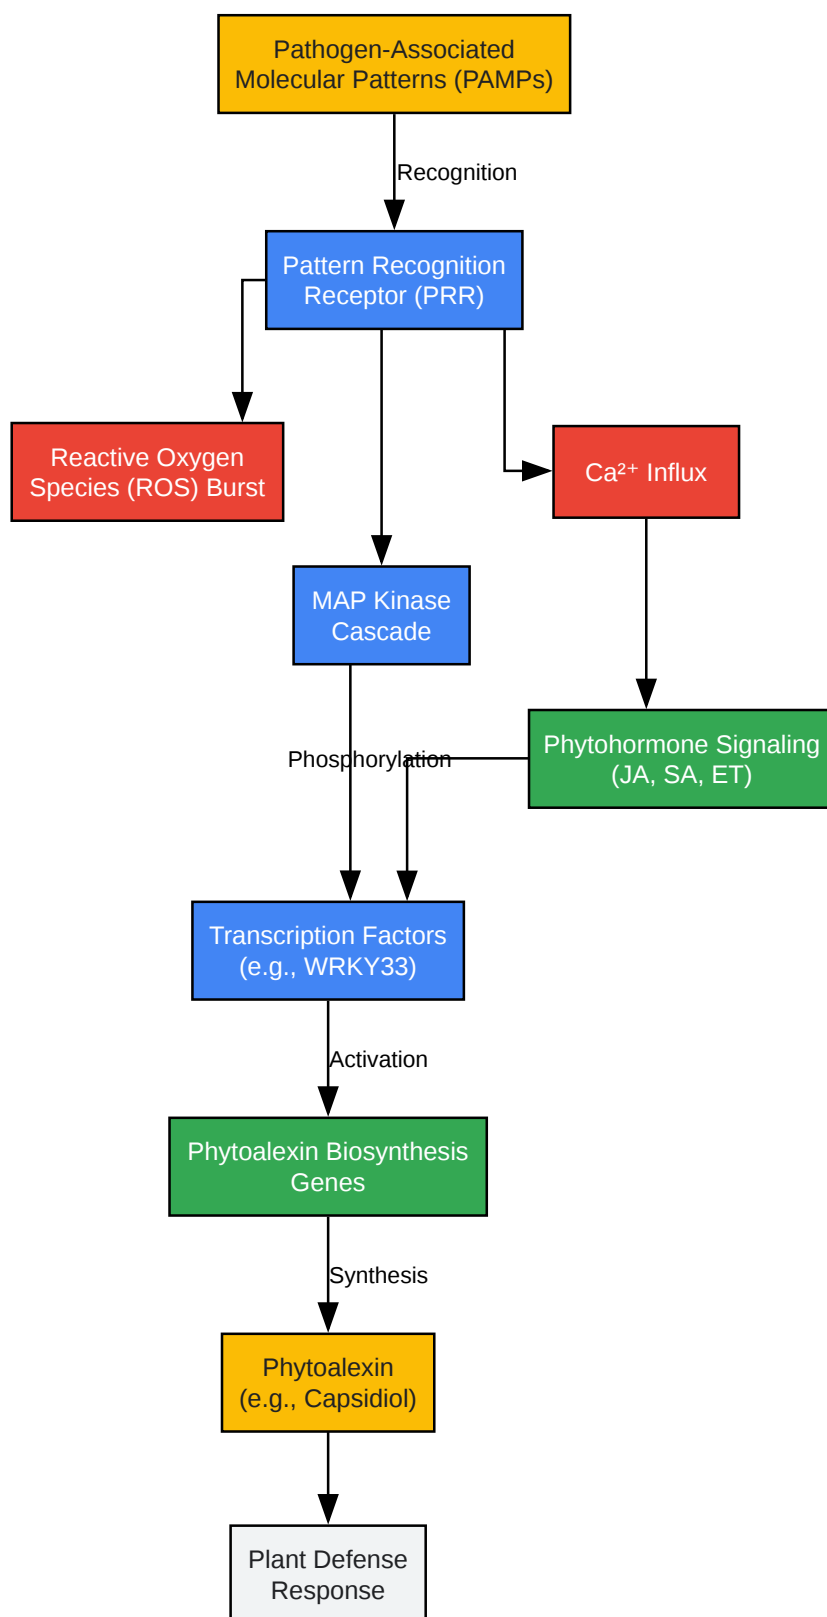 Pathogen-Associated
Molecular Patterns (PAMPs)
Recognition
Pattern Recognition
Receptor (PRR)
Reactive Oxygen
Species (ROS) Burst
Ca²⁺ Influx
MAP Kinase
Cascade
Phosphorylation
Phytohormone Signaling
(JA, SA, ET)
Transcription Factors
(e.g., WRKY33)
Activation
Phytoalexin Biosynthesis
Genes
Synthesis
Phytoalexin
(e.g., Capsidiol)
Plant Defense
Response